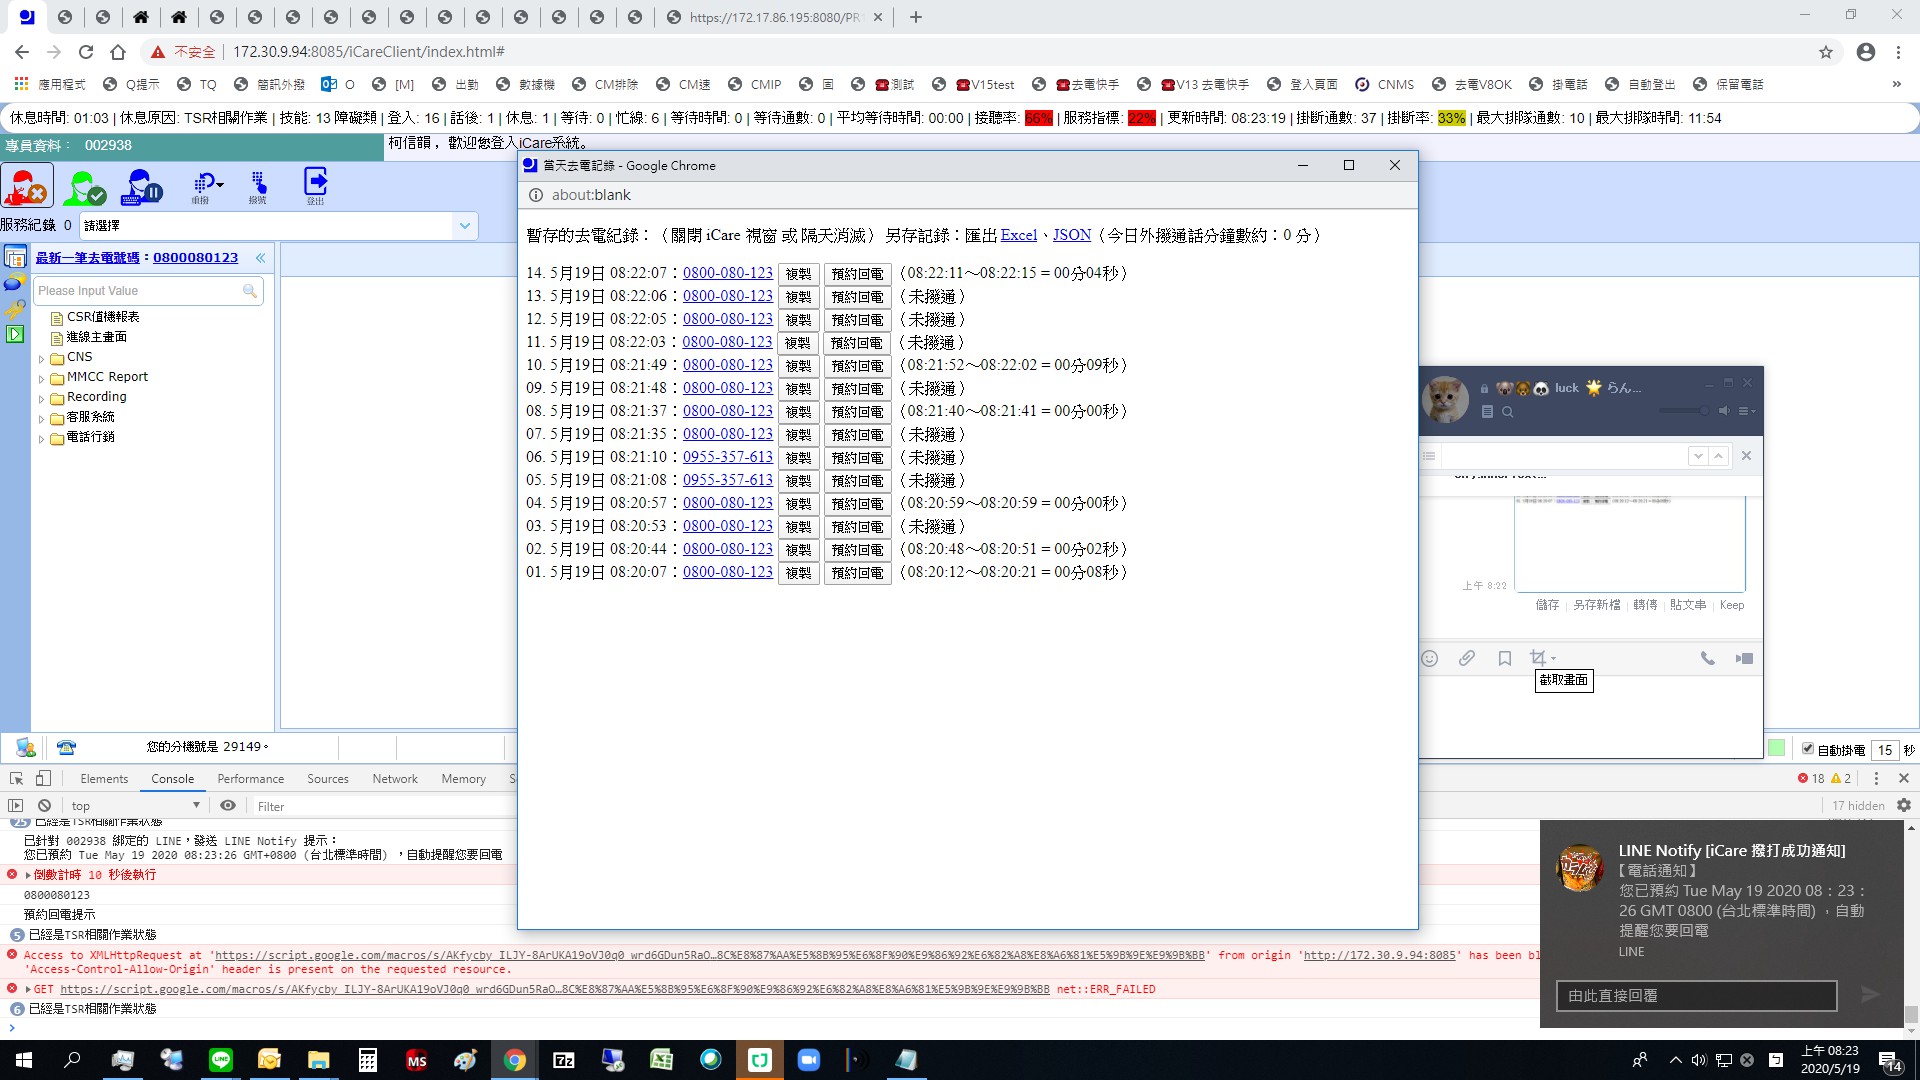 https://172.17.86.195:8080/PR
不安全 172.30.9.94:8085/iCareClient/index.html#
應用程式 Q提示 TQ 簡訊外撥 O [M] 出勤 數據機 CM排除 CM速 CMIP 圖 ☎測試 ☎V15test ☎去電快手 ☎V13 去電快手 登入頁面 CNMS 去電V8OK 掛電話 自動登出 保留電話 »
休息時間: 01:03 | 休息原因: TSR相關作業 | 技能: 13 障礙類 | 登入: 16 | 話後: 1 | 休息: 1 | 等待: 0 | 忙線: 6 | 等待時間: 0 | 等待通數: 0 | 平均等待時間: 00:00 | 接聽率: 66% | 服務指標: 22% | 更新時間: 08:23:19 | 掛斷通數: 37 | 掛斷率: 33% | 最大排隊通數: 10 | 最大排隊時間: 11:54
專員資料： 002938
柯信韻 ，歡迎您登入iCare系統。
重撥 撥號 登出
服務紀錄 0 請選擇
最新一筆去電號碼：0800080123
Please Input Value
CSR值機報表
進線主畫面
CNS
MMCC Report
Recording
客服系統
電話行銷
當天去電記錄 - Google Chrome
about:blank
暫存的去電紀錄：（關閉 iCare 視窗 或 隔天消滅） 另存記錄：匯出 Excel、JSON（今日外撥通話分鐘數約：0 分）
14. 5月19日 08:22:07：0800-080-123 複製 預約回電 （08:22:11～08:22:15 = 00分04秒）
13. 5月19日 08:22:06：0800-080-123 複製 預約回電 （未撥通）
12. 5月19日 08:22:05：0800-080-123 複製 預約回電 （未撥通）
11. 5月19日 08:22:03：0800-080-123 複製 預約回電 （未撥通）
10. 5月19日 08:21:49：0800-080-123 複製 預約回電 （08:21:52～08:22:02 = 00分09秒）
09. 5月19日 08:21:48：0800-080-123 複製 預約回電 （未撥通）
08. 5月19日 08:21:37：0800-080-123 複製 預約回電 （08:21:40～08:21:41 = 00分00秒）
07. 5月19日 08:21:35：0800-080-123 複製 預約回電 （未撥通）
06. 5月19日 08:21:10：0955-357-613 複製 預約回電 （未撥通）
05. 5月19日 08:21:08：0955-357-613 複製 預約回電 （未撥通）
04. 5月19日 08:20:57：0800-080-123 複製 預約回電 （08:20:59～08:20:59 = 00分00秒）
03. 5月19日 08:20:53：0800-080-123 複製 預約回電 （未撥通）
02. 5月19日 08:20:44：0800-080-123 複製 預約回電 （08:20:48～08:20:51 = 00分02秒）
01. 5月19日 08:20:07：0800-080-123 複製 預約回電 （08:20:12～08:20:21 = 00分08秒）
luck らん...
上午 8:22
儲存 另存新檔 轉傳 貼文串 Keep
截取畫面
您的分機號是 29149。
自動掛電 15 秒
Elements Console Performance Sources Network Memory S
18 2
top Filter 17 hidden
25 已經是TSR相關作業狀態
已針對 002938 綁定的 LINE，發送 LINE Notify 提示：
您已預約 Tue May 19 2020 08:23:26 GMT+0800 (台北標準時間) ，自動提醒您要回電
倒數計時 10 秒後執行
0800080123
預約回電提示
5 已經是TSR相關作業狀態
Access to XMLHttpRequest at 'https://script.google.com/macros/s/AKfycby_ILJY-8ArUKA19oVJ0q0_wrd6GDun5RaO…8C%E8%87%AA%E5%8B%95%E6%8F%90%E9%86%92%E6%82%A8%E8%A6%81%E5%9B%9E%E9%9B%BB' from origin 'http://172.30.9.94:8085' has been bl
'Access-Control-Allow-Origin' header is present on the requested resource.
GET https://script.google.com/macros/s/AKfycby_ILJY-8ArUKA19oVJ0q0_wrd6GDun5RaO…8C%E8%87%AA%E5%8B%95%E6%8F%90%E9%86%92%E6%82%A8%E8%A6%81%E5%9B%9E%E9%9B%BB net::ERR_FAILED
6 已經是TSR相關作業狀態
LINE Notify [iCare 撥打成功通知]
【電話通知】
您已預約 Tue May 19 2020 08：23：
26 GMT 0800 (台北標準時間) ，自動
提醒您要回電
LINE
由此直接回覆
MS 7z
上午 08:23
2020/5/19
14